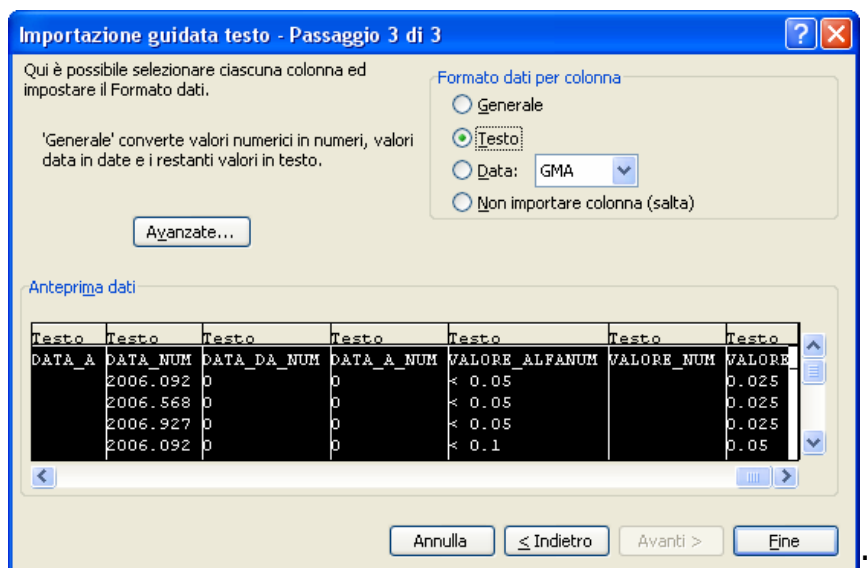 Importazione guidata testo - Passaggio 3 di 3
Qui è possibile selezionare ciascuna colonna ed
impostare il Formato dati.
'Generale' converte valori numerici in numeri, valori
data in date e i restanti valori in testo.
Avanzate...
Formato dati per colonna
Generale
Testo
Data: GMA
Non importare colonna (salta)
Anteprima dati
Testo Testo Testo Testo Testo Testo Testo
DATA_A DATA_NUM DATA_DA_NUM DATA_A_NUM VALORE_ALFANUM VALORE_NUM VALORE_
2006.092 0 0 < 0.05 0.025
2006.568 0 0 < 0.05 0.025
2006.927 0 0 < 0.05 0.025
2006.092 0 0 < 0.1 0.05
Annulla < Indietro Avanti > Fine
.